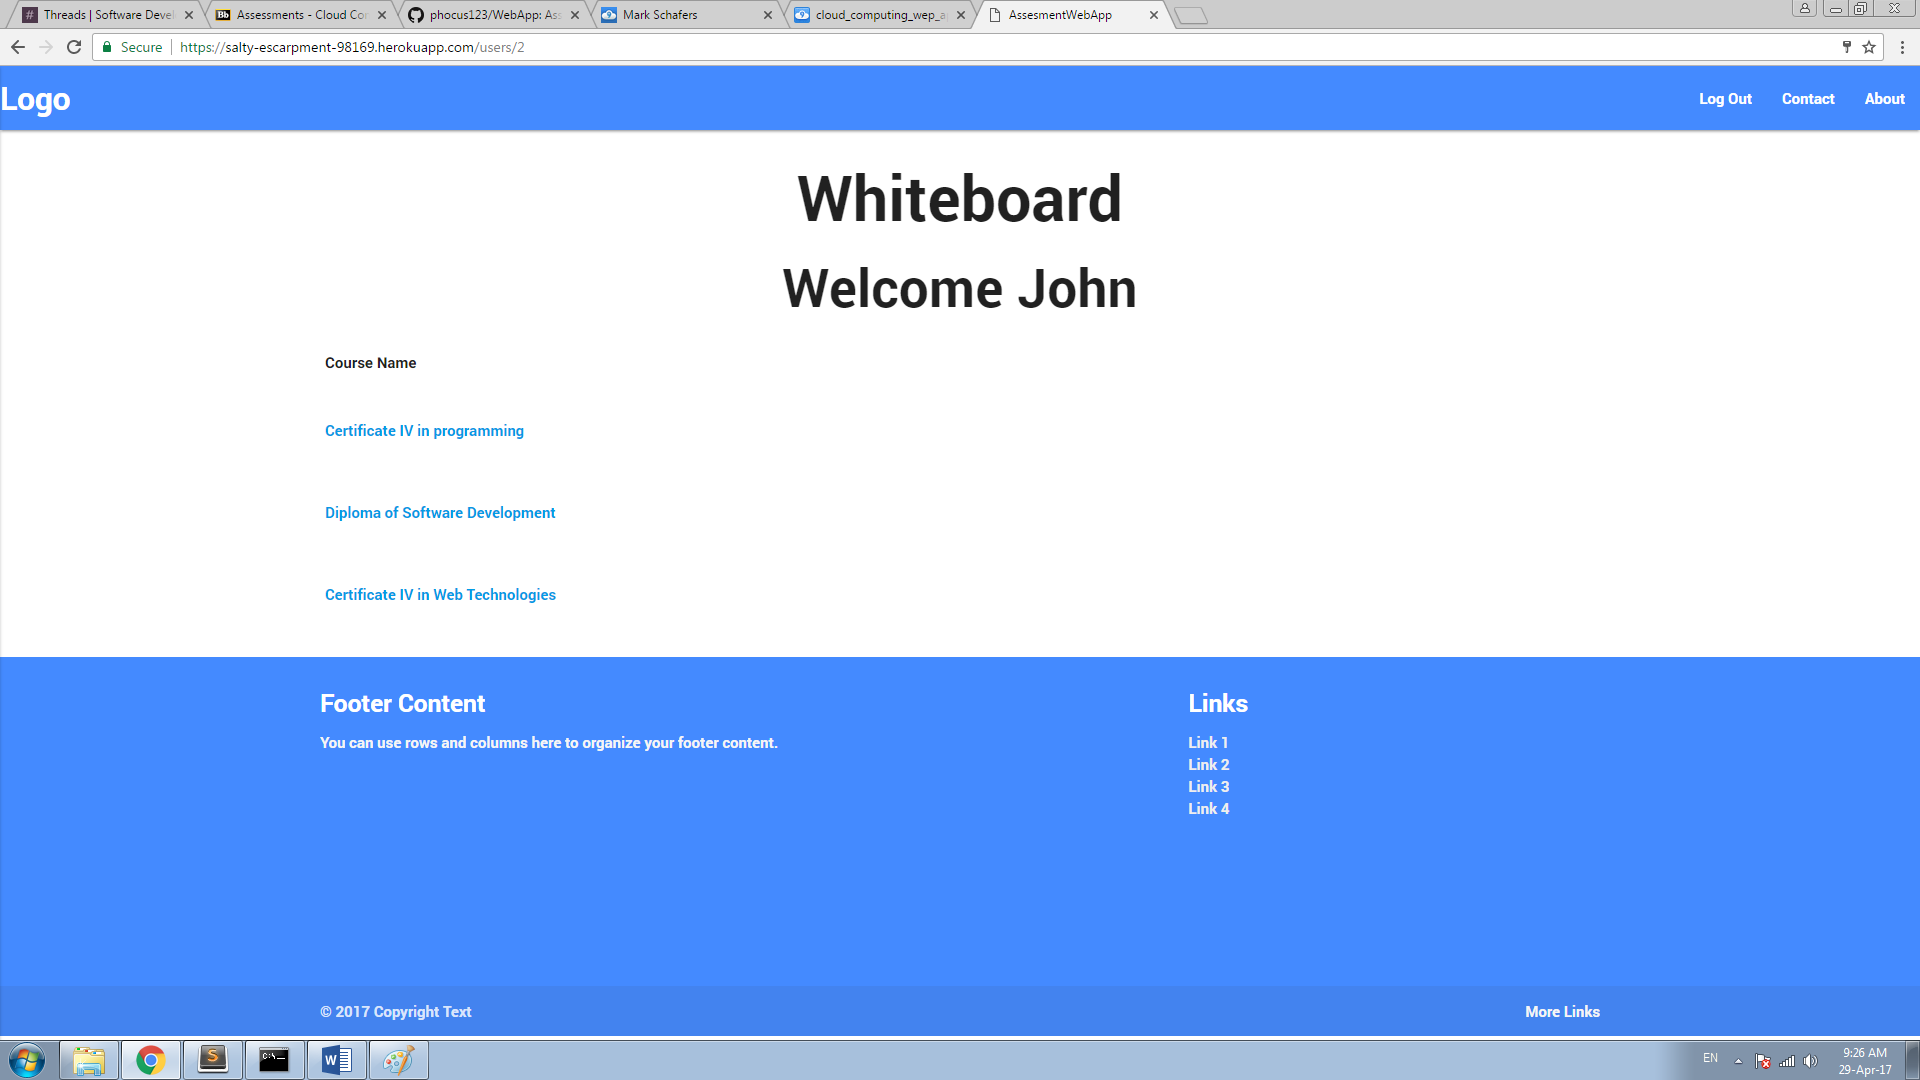 Threads | Software Devel
Assessments - Cloud Co
phocus123/WebApp: As
Mark Schafers
cloud_computing_wep_a
AssesmentWebApp
Secure
https://salty-escarpment-98169.herokuapp.com/users/2
Logo
Log Out
Contact
About
Whiteboard
Welcome John
Course Name
Certificate IV in programming
Diploma of Software Development
Certificate IV in Web Technologies
Footer Content
You can use rows and columns here to organize your footer content.
Links
Link 1
Link 2
Link 3
Link 4
© 2017 Copyright Text
More Links
EN
9:26 AM
29-Apr-17